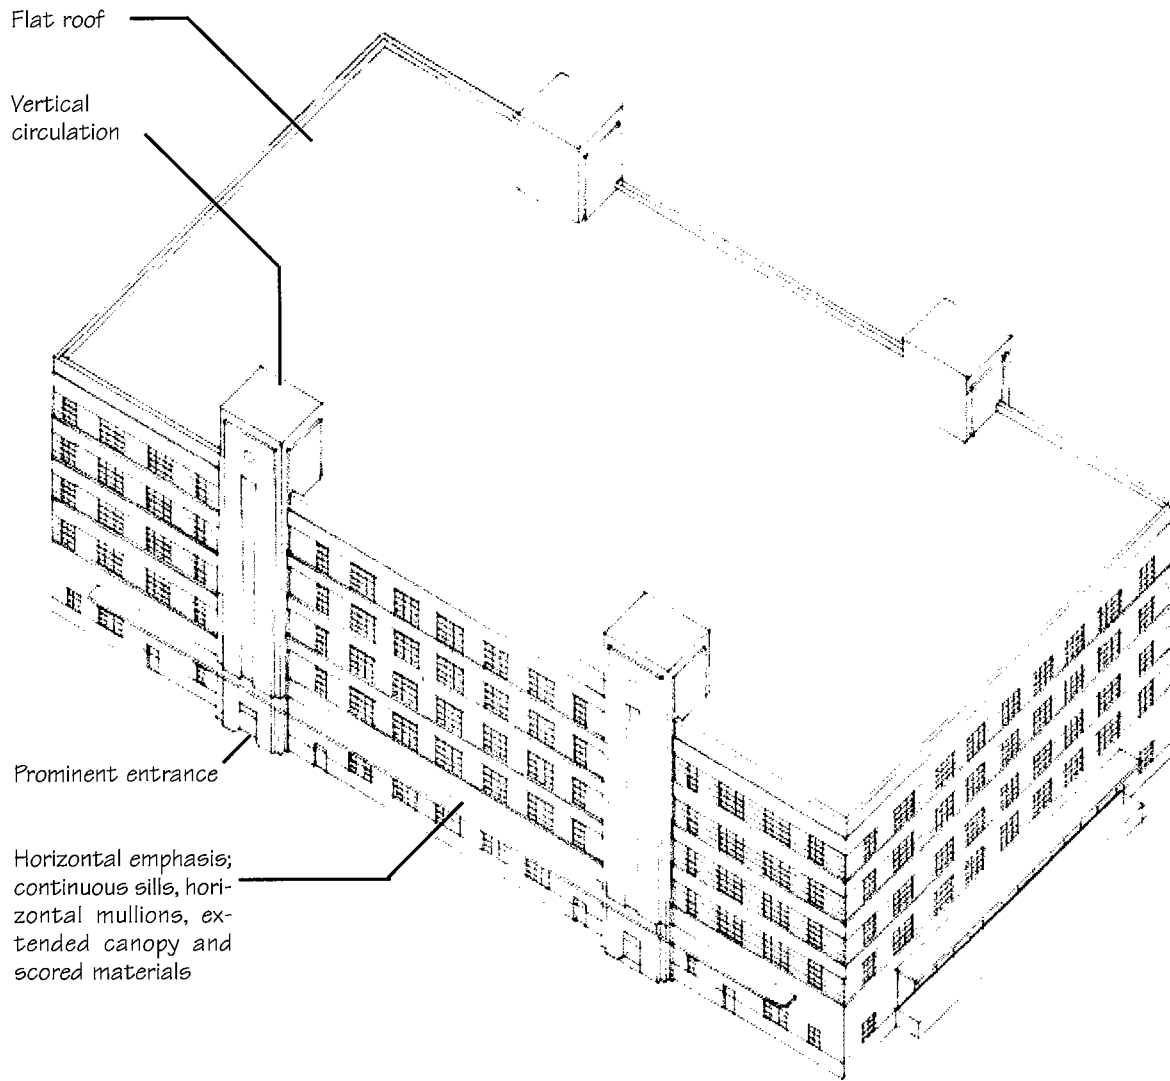 Flat roof
Vertical
circulation
Prominent entrance
Horizontal emphasis;
continuous sills, hori-
zontal mullions, ex-
tended canopy and
scored materials